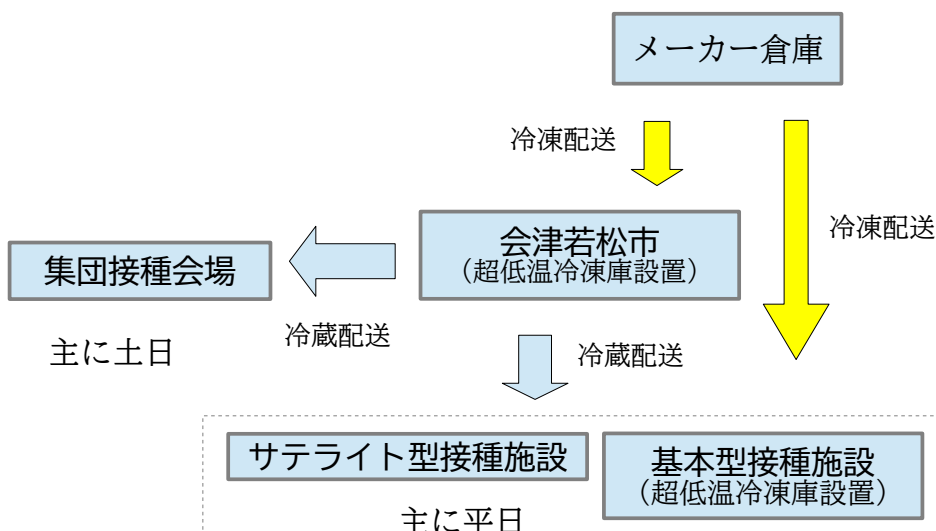 メーカー倉庫
冷凍配送
冷凍配送
会津若松市
（超低温冷凍庫設置）
集団接種会場
冷蔵配送
主に土日
冷蔵配送
サテライト型接種施設
基本型接種施設
（超低温冷凍庫設置）
主に平日